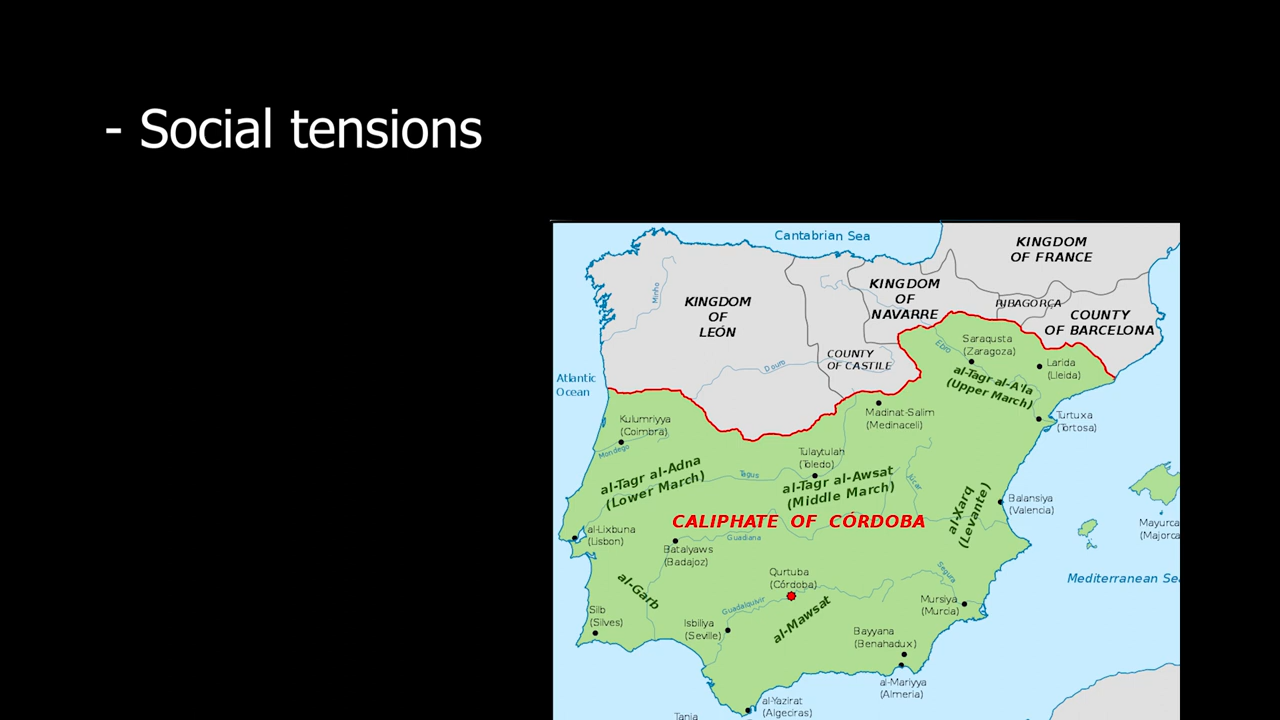 - Social tensions
Cantabrian Sea
KINGDOM
OF FRANCE
KINGDOM
OF
NAVARRE
RIBAGORÇA
COUNTY
OF BARCELONA
KINGDOM
OF
LEÓN
Minho
COUNTY
OF CASTILE
Douro
Ebro
Saraqusta
(Zaragoza)
Larida
(Lleida)
al-Tagr al-A'la
(Upper March)
Atlantic
Ocean
Kulumriyya
(Coimbra)
Mondego
Madinat-Salim
(Medinaceli)
Turtuxa
(Tortosa)
Tulaytulah
(Toledo)
al-Tagr al-Adna
(Lower March)
Tagus
al-Tagr al-Awsat
(Middle March)
Júcar
al-Xarq
(Levante)
Balansiya
(Valencia)
Mayurca
(Majorca
CALIPHATE OF CÓRDOBA
al-Lixbuna
(Lisbon)
Guadiana
Batalyaws
(Badajoz)
Mediterranean Se
Qurtuba
(Córdoba)
Segura
al-Garb
Guadalquivir
al-Mawsat
Mursiya
(Murcia)
Silb
(Silves)
Isbiliya
(Seville)
Bayyana
(Benahadux)
al-Mariyya
(Almeria)
al-Yazirat
(Algeciras)
Tanja